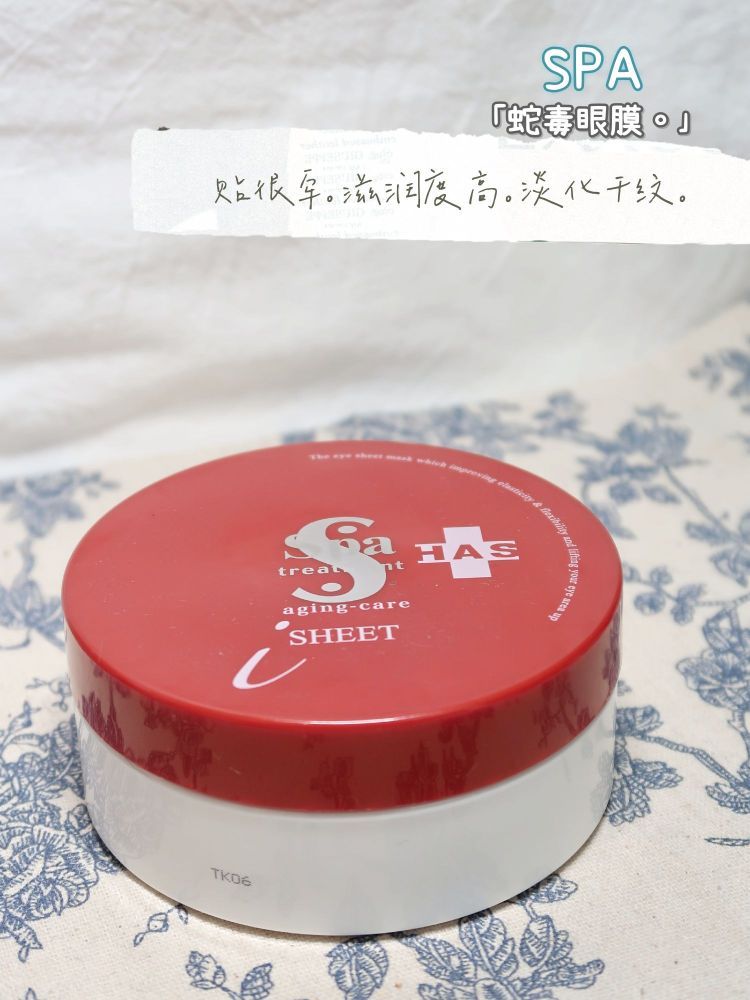 SPA
「蛇毒眼膜。」
贴很牢。滋润度高。淡化干纹。
The eye sheet mask which improving elasticity & flexibility and lifting your eye area up
Spa
treatment
HAS
aging-care
i SHEET
TK06